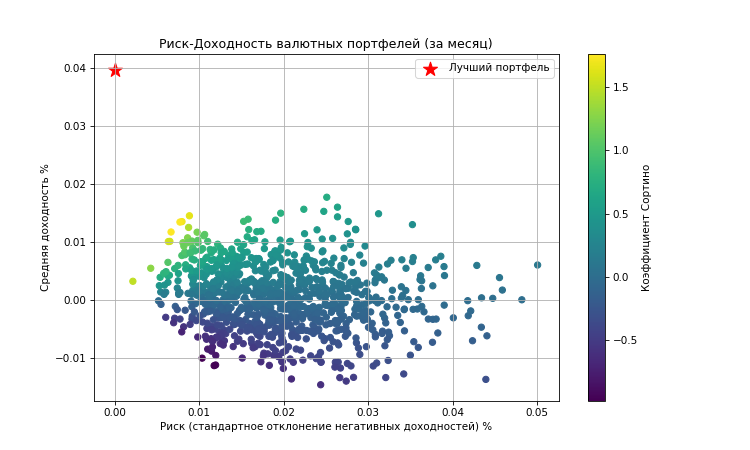 Риск-Доходность валютных портфелей (за месяц)
Лучший портфель
Средняя доходность %
0.04
0.03
0.02
0.01
0.00
−0.01
0.00 0.01 0.02 0.03 0.04 0.05
Риск (стандартное отклонение негативных доходностей) %
1.5
1.0
0.5
0.0
−0.5
Коэффициент Сортино